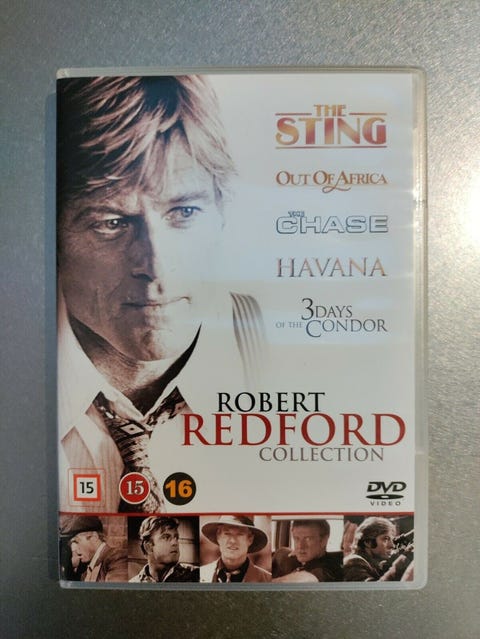 THE
STING
OUT OF AFRICA
THE
CHASE
HAVANA
3 DAYS
OF THE CONDOR
ROBERT
REDFORD
COLLECTION
15 15 16
DVD
VIDEO